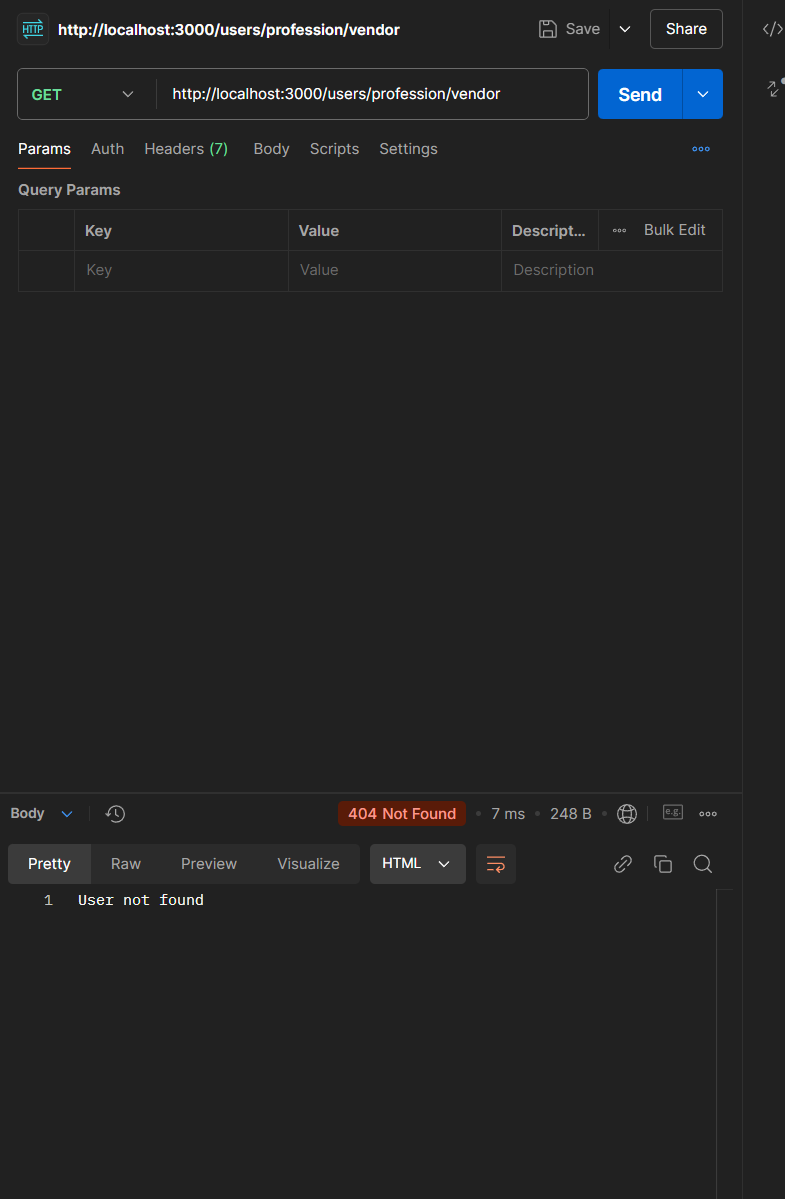 HTTP http://localhost:3000/users/profession/vendor Save Share
GET http://localhost:3000/users/profession/vendor Send
Params Auth Headers (7) Body Scripts Settings
Query Params
Key Value Descript... Bulk Edit
Key Value Description
Body 404 Not Found 7 ms 248 B e.g.
Pretty Raw Preview Visualize HTML
1 User not found